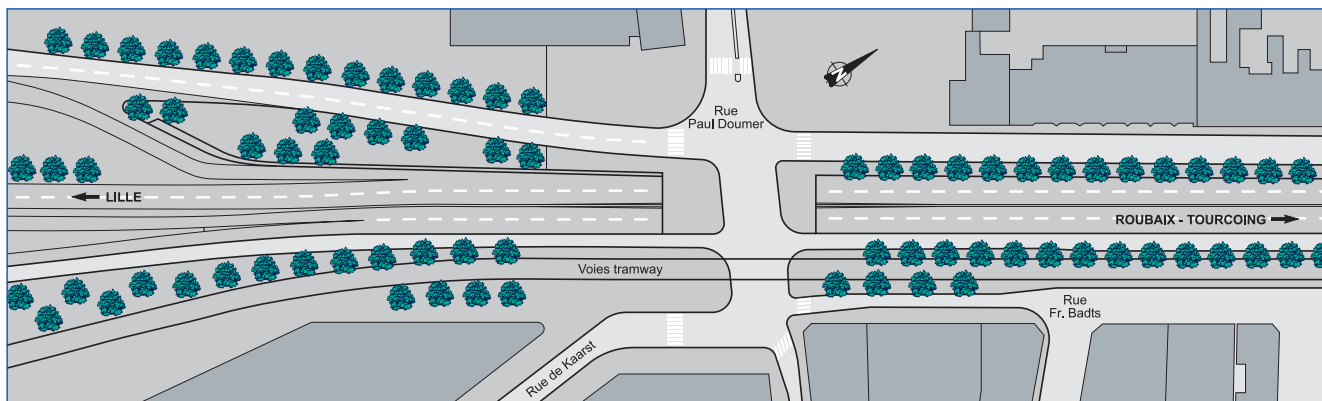 Rue
Paul Doumer
N
LILLE
ROUBAIX - TOURCOING
Voies tramway
Rue
Fr. Badts
Rue de Kaarst